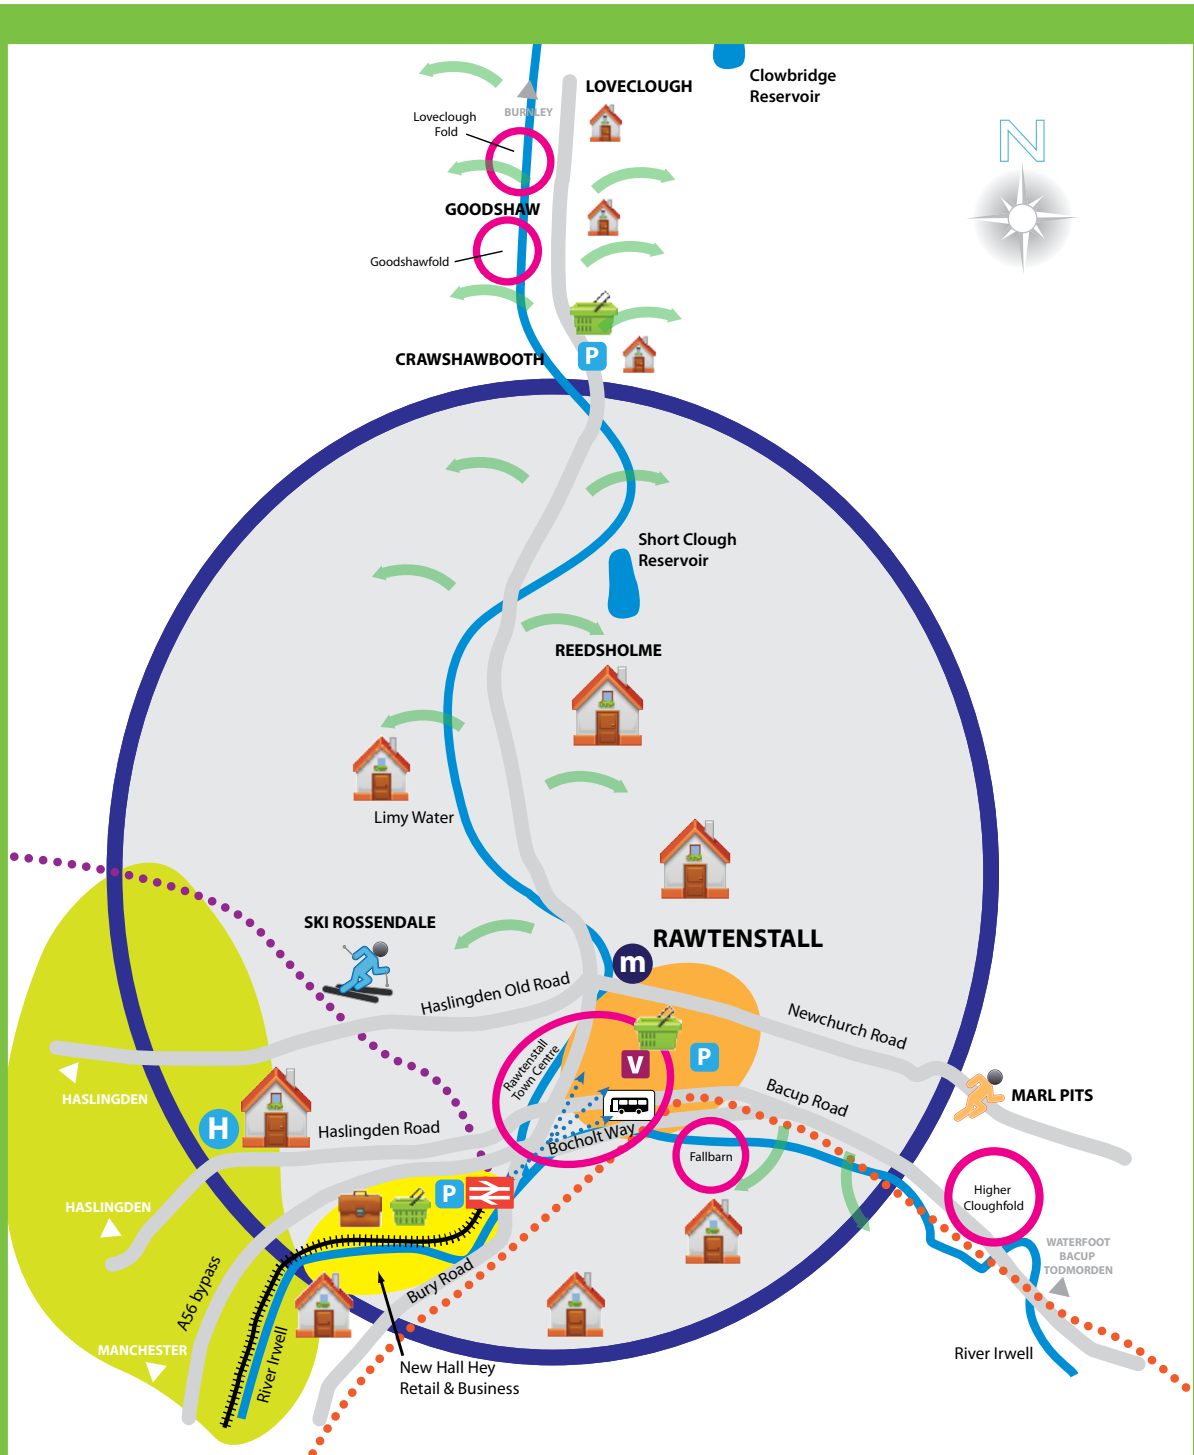 Clowbridge
Reservoir
LOVECLOUGH
BURNLEY
Loveclough
Fold
N
GOODSHAW
Goodshawfold
CRAWSHAWBOOTH
P
Short Clough
Reservoir
REEDSHOLME
Limy Water
SKI ROSSENDALE
RAWTENSTALL
m
Haslingden Old Road
Newchurch Road
Rawtenstall
Town Centre
V
P
HASLINGDEN
MARL PITS
Bacup Road
H
Haslingden Road
Bocholt Way
Fallbarn
P
Higher
Cloughfold
HASLINGDEN
WATERFOOT
BACUP
TODMORDEN
A56 bypass
Bury Road
MANCHESTER
River Irwell
New Hall Hey
Retail & Business
River Irwell